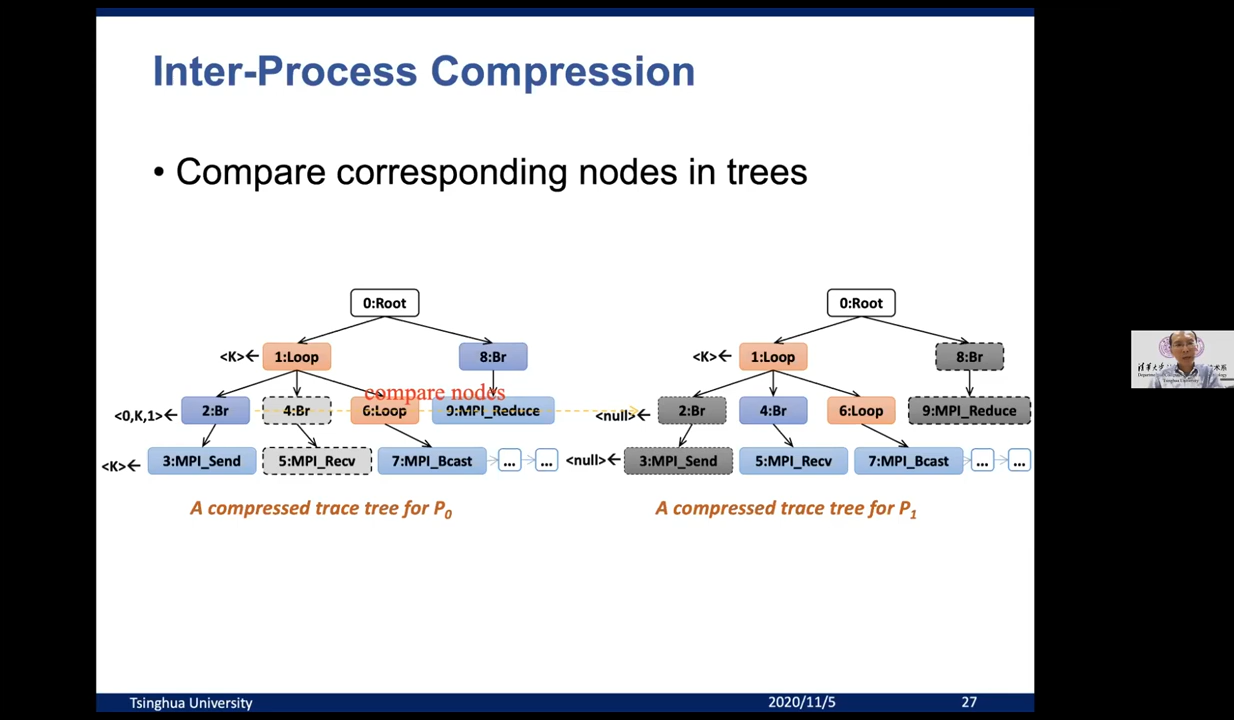 Inter-Process Compression
• Compare corresponding nodes in trees
0:Root
<K>
1:Loop
8:Br
compare nodes
<0,K,1>
2:Br
4:Br
6:Loop
9:MPI_Reduce
<K>
3:MPI_Send
5:MPI_Recv
7:MPI_Bcast
...
...
A compressed trace tree for P0
0:Root
<K>
1:Loop
8:Br
<null>
2:Br
4:Br
6:Loop
9:MPI_Reduce
<null>
3:MPI_Send
5:MPI_Recv
7:MPI_Bcast
...
...
A compressed trace tree for P1
Tsinghua University
2020/11/5
27